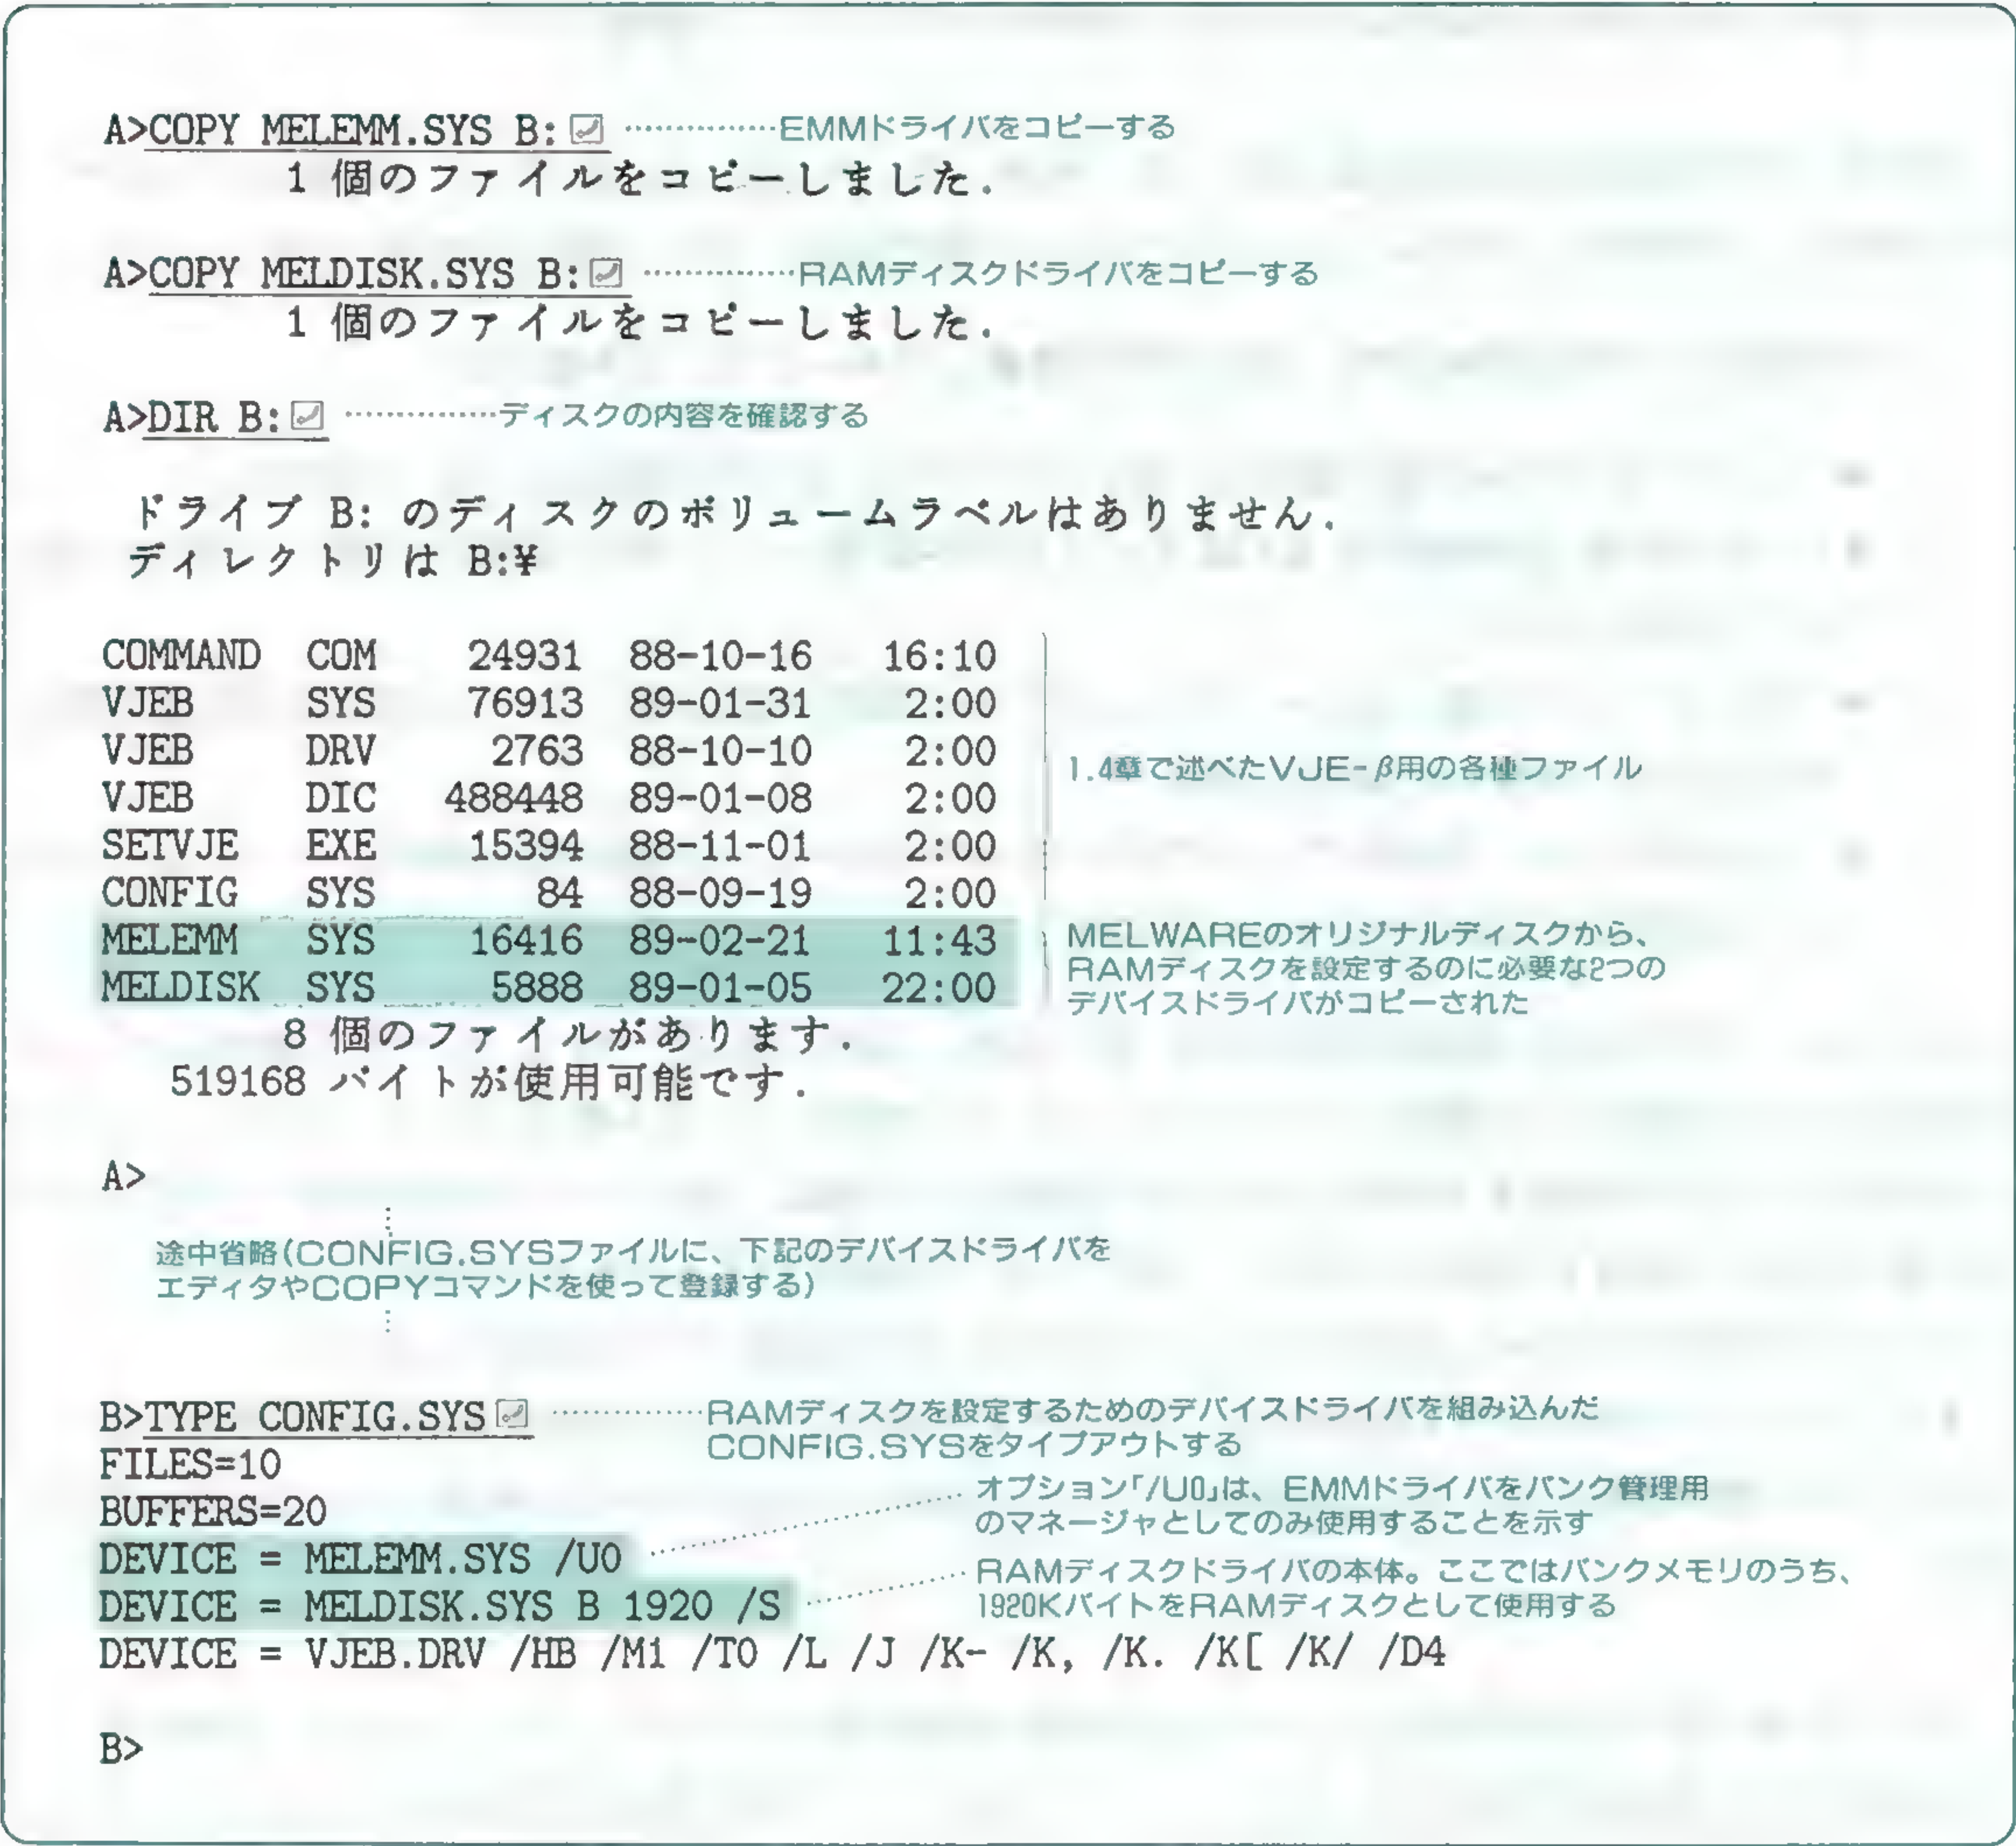 A>COPY MELEMM.SYS B: ……………EMMドライバをコピーする
1 個のファイルをコピーしました.
A>COPY MELDISK.SYS B: ……………RAMディスクドライバをコピーする
1 個のファイルをコピーしました.
A>DIR B: ……………ディスクの内容を確認する
ドライブ B: のディスクのボリュームラベルはありません.
ディレクトリは B:¥
COMMAND COM 24931 88-10-16 16:10
VJEB SYS 76913 89-01-31 2:00
VJEB DRV 2763 88-10-10 2:00
VJEB DIC 488448 89-01-08 2:00
SETVJE EXE 15394 88-11-01 2:00
CONFIG SYS 84 88-09-19 2:00
1.4章で述べたVJE-β用の各種ファイル
MELEMM SYS 16416 89-02-21 11:43
MELDISK SYS 5888 89-01-05 22:00
MELWAREのオリジナルディスクから、
RAMディスクを設定するのに必要な2つの
デバイスドライバがコピーされた
8 個のファイルがあります.
519168 バイトが使用可能です.
A>
途中省略(CONFIG.SYSファイルに、下記のデバイスドライバを
エディタやCOPYコマンドを使って登録する)
B>TYPE CONFIG.SYS ……………RAMディスクを設定するためのデバイスドライバを組み込んだ
CONFIG.SYSをタイプアウトする
FILES=10
BUFFERS=20
DEVICE = MELEMM.SYS /U0
オプション「/U0」は、EMMドライバをバンク管理用
のマネージャとしてのみ使用することを示す
DEVICE = MELDISK.SYS B 1920 /S
RAMディスクドライバの本体。ここではバンクメモリのうち、
1920KバイトをRAMディスクとして使用する
DEVICE = VJEB.DRV /HB /M1 /T0 /L /J /K- /K, /K. /K[ /K/ /D4
B>